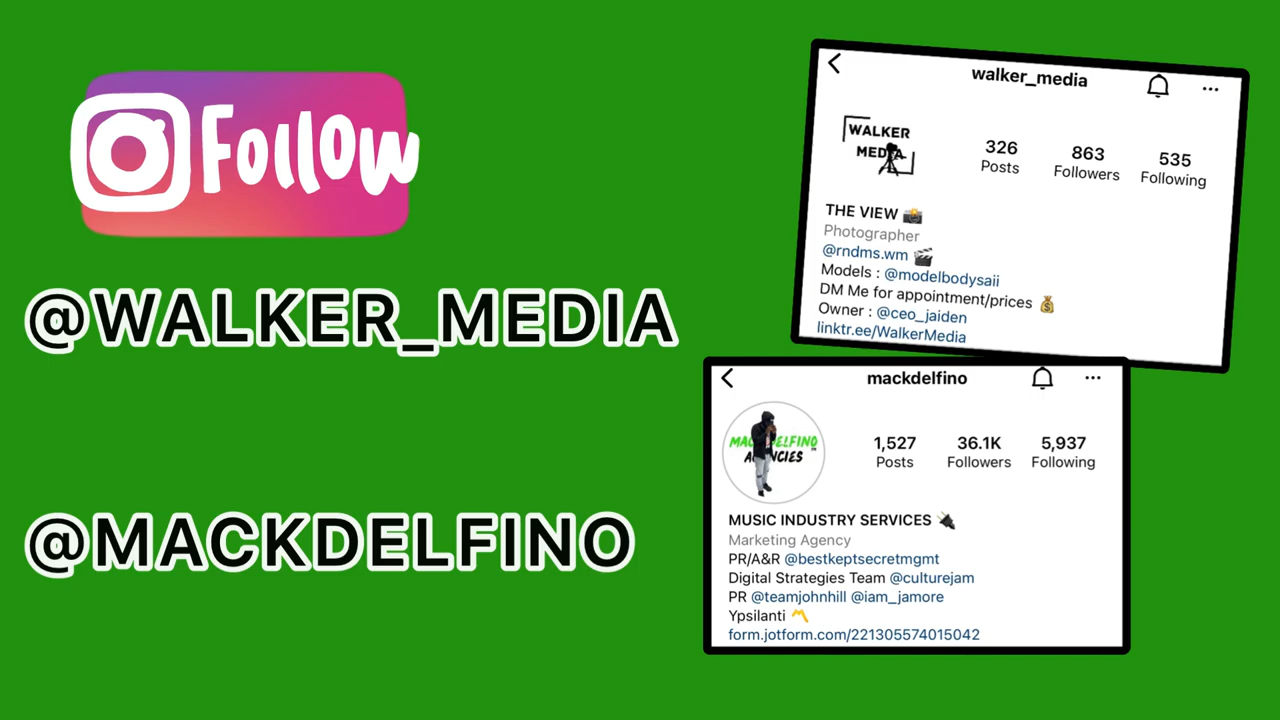 Follow
@WALKER_MEDIA
@MACKDELFINO
walker_media
WALKER
MEDIA
326 863 535
Posts Followers Following
THE VIEW 📸
Photographer
@rndms.wm 🎬
Models : @modelbodysaii
DM Me for appointment/prices 💰
Owner : @ceo_jaiden
linktr.ee/WalkerMedia
mackdelfino
MACKDELFINO
AGENCIES
1,527 36.1K 5,937
Posts Followers Following
MUSIC INDUSTRY SERVICES 🔌
Marketing Agency
PR/A&R @bestkeptsecretmgmt
Digital Strategies Team @culturejam
PR @teamjohnhill @iam_jamore
Ypsilanti 〽️
form.jotform.com/221305574015042